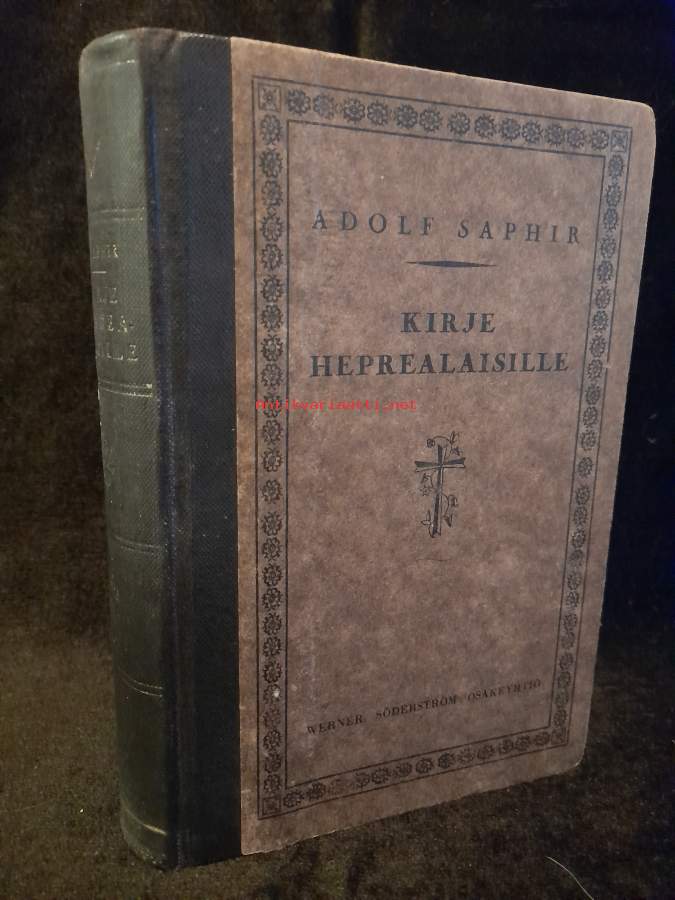 ADOLF SAPHIR
KIRJE
HEPREALAISILLE
WERNER SÖDERSTRÖM OSAKEYHTIÖ
Antikvariaatti.net